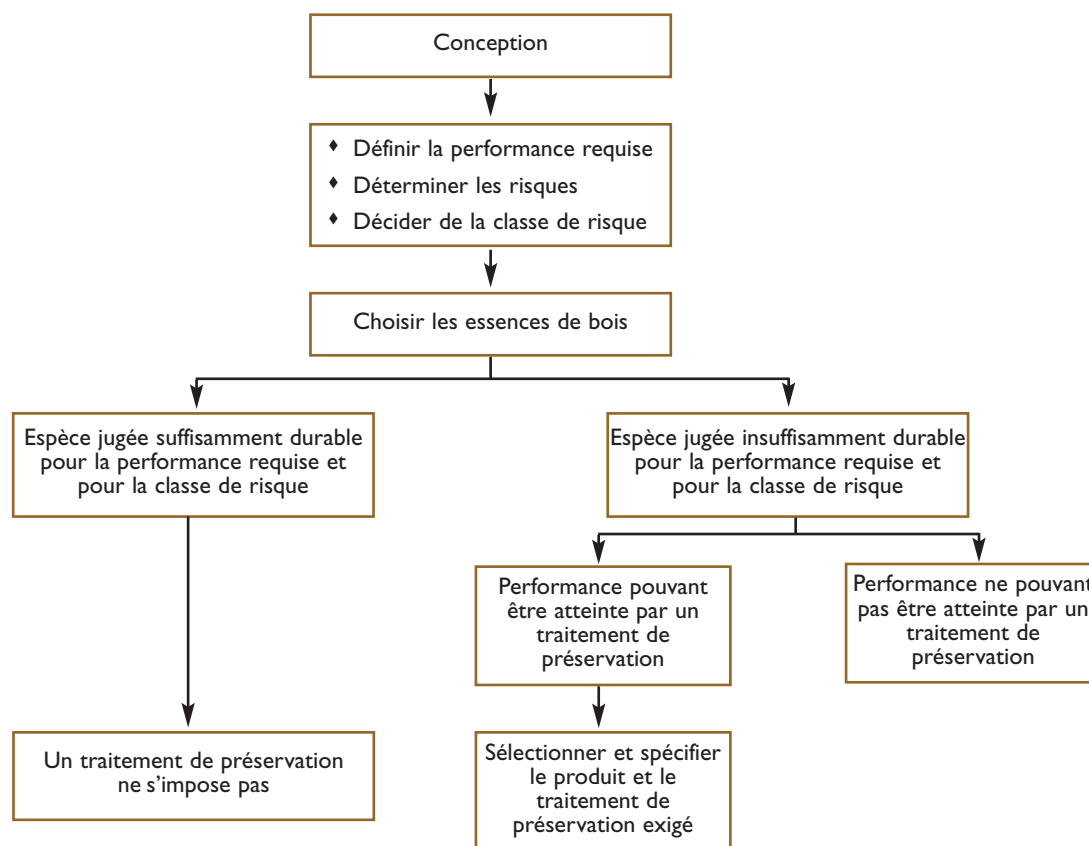 Conception
♦ Définir la performance requise
♦ Déterminer les risques
♦ Décider de la classe de risque
Choisir les essences de bois
Espèce jugée suffisamment durable
pour la performance requise et
pour la classe de risque
Espèce jugée insuffisamment durable
pour la performance requise et
pour la classe de risque
Performance pouvant
être atteinte par un
traitement de
préservation
Performance ne pouvant
pas être atteinte par un
traitement de
préservation
Un traitement de préservation
ne s’impose pas
Sélectionner et spécifier
le produit et le
traitement de
préservation exigé